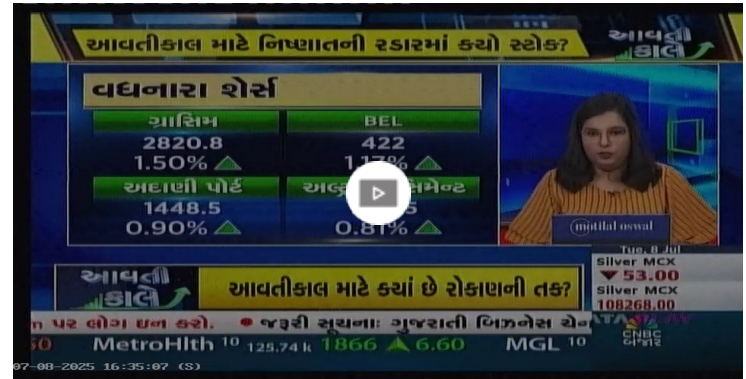 આવતીકાલ માટે નિષ્ણાતની રડારમાં ક્યો સ્ટોક?
આવતી
કાલે
વધનારા શેર્સ
ગ્રાસિમ
2820.8
1.50%
BEL
422
1.17%
અદાણી પોર્ટ
1448.5
0.90%
0.81%
motilal oswal
Tue, 8 Jul
Silver MCX
53.00
Silver MCX
108268.00
આવતી
કાલે
આવતીકાલ માટે ક્યાં છે રોકાણની તક?
પર લોગ ઇન કરો. • જરૂરી સૂચના: ગુજરાતી બિઝનેસ
MetroHlth 10 125.74 k 1866 6.60 MGL 10
CNBC
બજાર
07-08-2025 16:35:07 (S)